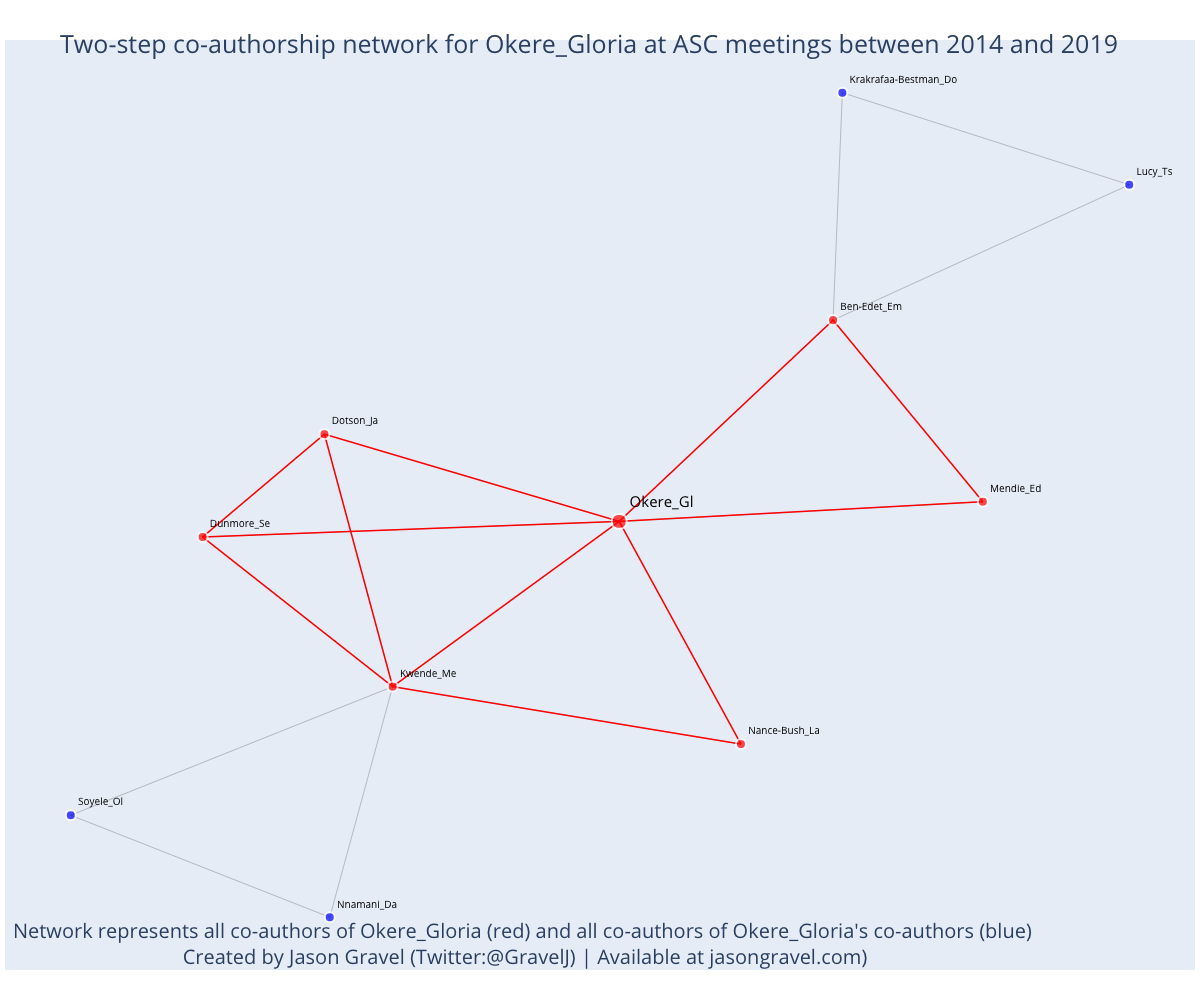 Two-step co-authorship network for Okere_Gloria at ASC meetings between 2014 and 2019
Krakrafaa-Bestman_Do
Lucy_Ts
Ben-Edet_Em
Dotson_Ja
Mendie_Ed
Okere_Gl
Dunmore_Se
Kwende_Me
Nance-Bush_La
Soyele_Ol
Nnamani_Da
Network represents all co-authors of Okere_Gloria (red) and all co-authors of Okere_Gloria's co-authors (blue)
Created by Jason Gravel (Twitter:@GravelJ) | Available at jasongravel.com)